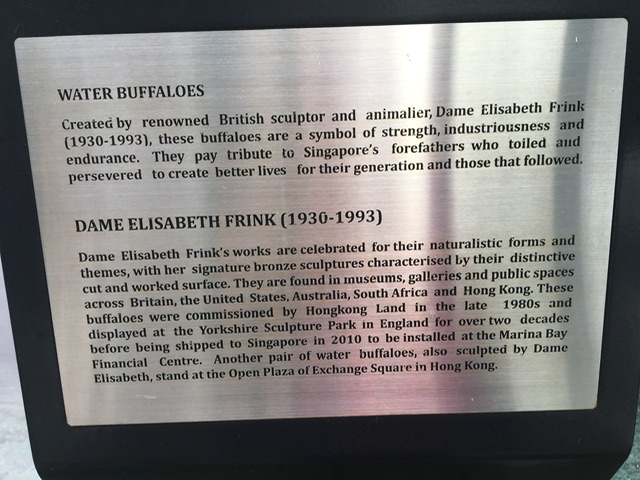 WATER BUFFALOES
Created by renowned British sculptor and animalier, Dame Elisabeth Frink
(1930-1993), these buffaloes are a symbol of strength, industriousness and
endurance. They pay tribute to Singapore's forefathers who toiled and
persevered to create better lives for their generation and those that followed.
DAME ELISABETH FRINK (1930-1993)
Dame Elisabeth Frink's works are celebrated for their naturalistic forms and
themes, with her signature bronze sculptures characterised by their distinctive
cut and worked surface. They are found in museums, galleries and public spaces
across Britain, the United States, Australia, South Africa and Hong Kong. These
buffaloes were commissioned by Hongkong Land in the late 1980s and
displayed at the Yorkshire Sculpture Park in England for over two decades
before being shipped to Singapore in 2010 to be installed at the Marina Bay
Financial Centre. Another pair of water buffaloes, also sculpted by Dame
Elisabeth, stand at the Open Plaza of Exchange Square in Hong Kong.